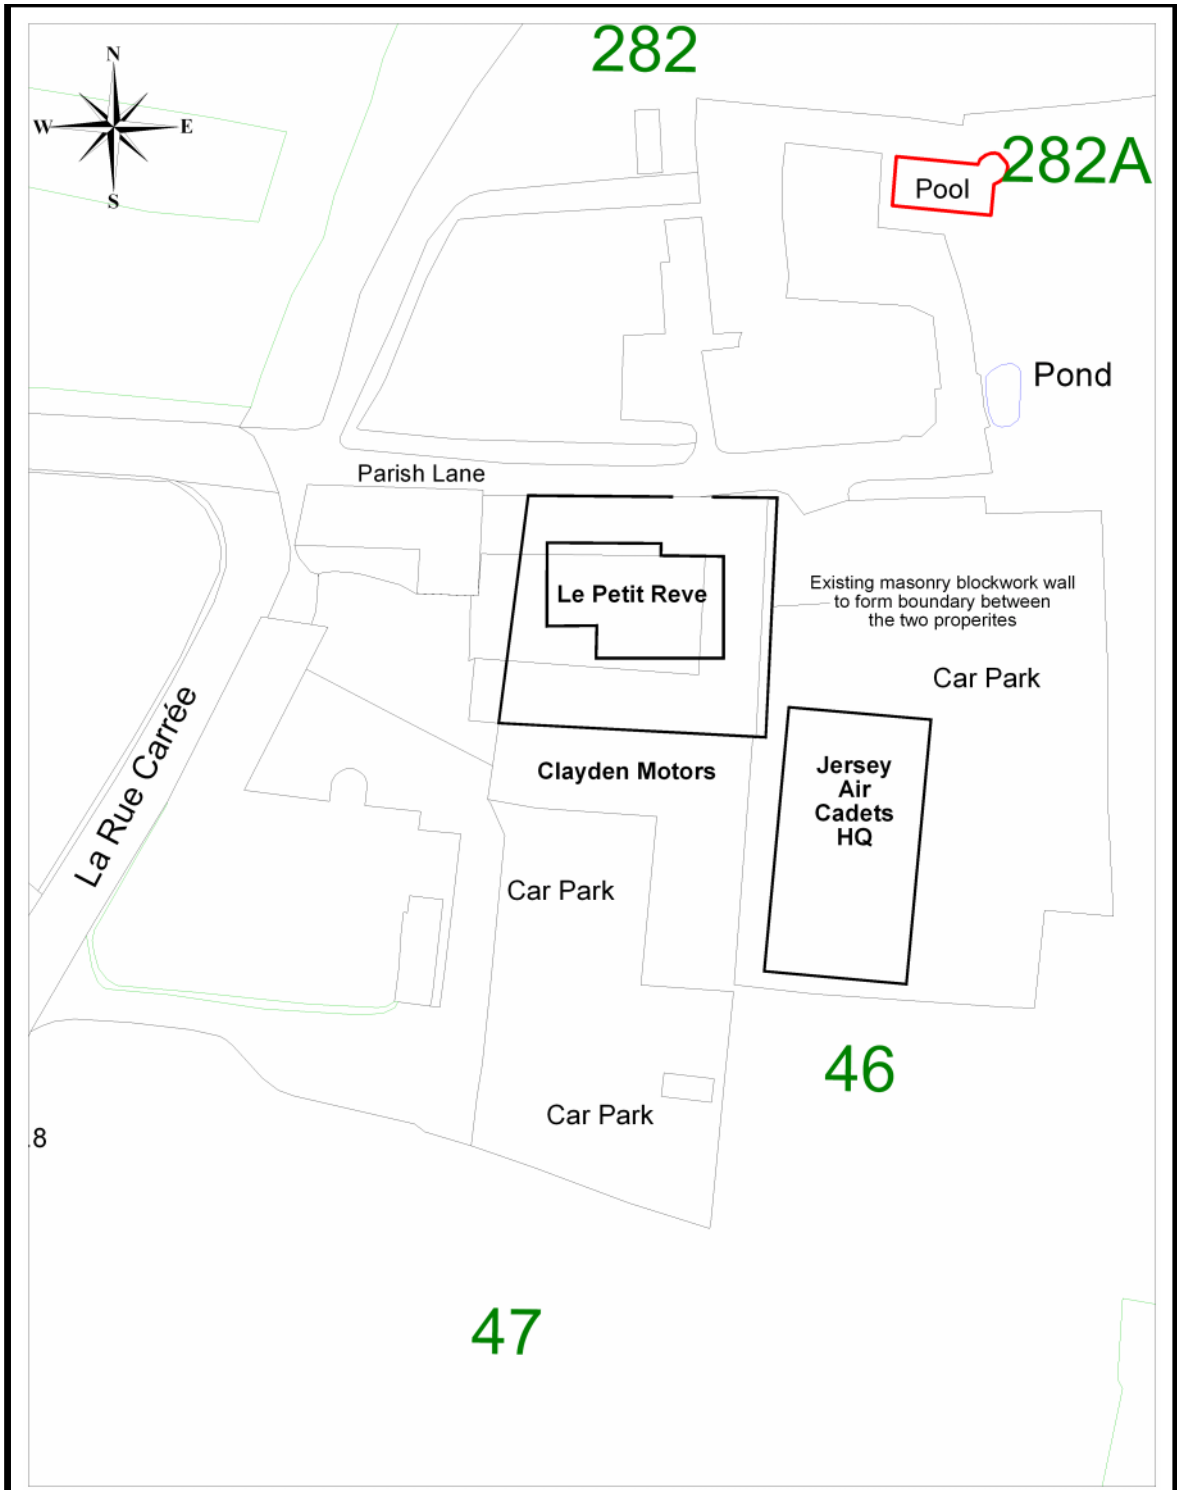 282
N
W
E
S
282A
Pool
Pond
Parish Lane
Existing masonry blockwork wall
to form boundary between
the two properites
Le Petit Reve
Car Park
La Rue Carrée
Clayden Motors
Jersey
Air
Cadets
HQ
Car Park
46
Car Park
.8
47